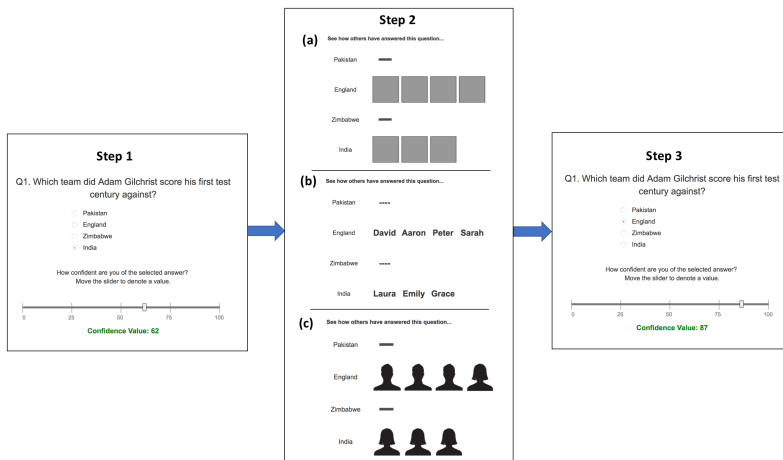 Step 1
Q1. Which team did Adam Gilchrist score his first test
century against?
Pakistan
England
Zimbabwe
India
How confident are you of the selected answer?
Move the slider to denote a value.
0 25 50 75 100
Confidence Value: 62
Step 2
(a) See how others have answered this question...
Pakistan
England
Zimbabwe
India
(b) See how others have answered this question...
Pakistan ----
England David Aaron Peter Sarah
Zimbabwe ----
India Laura Emily Grace
(c) See how others have answered this question...
Pakistan
England
Zimbabwe
India
Step 3
Q1. Which team did Adam Gilchrist score his first test
century against?
Pakistan
England
Zimbabwe
India
How confident are you of the selected answer?
Move the slider to denote a value.
0 25 50 75 100
Confidence Value: 87